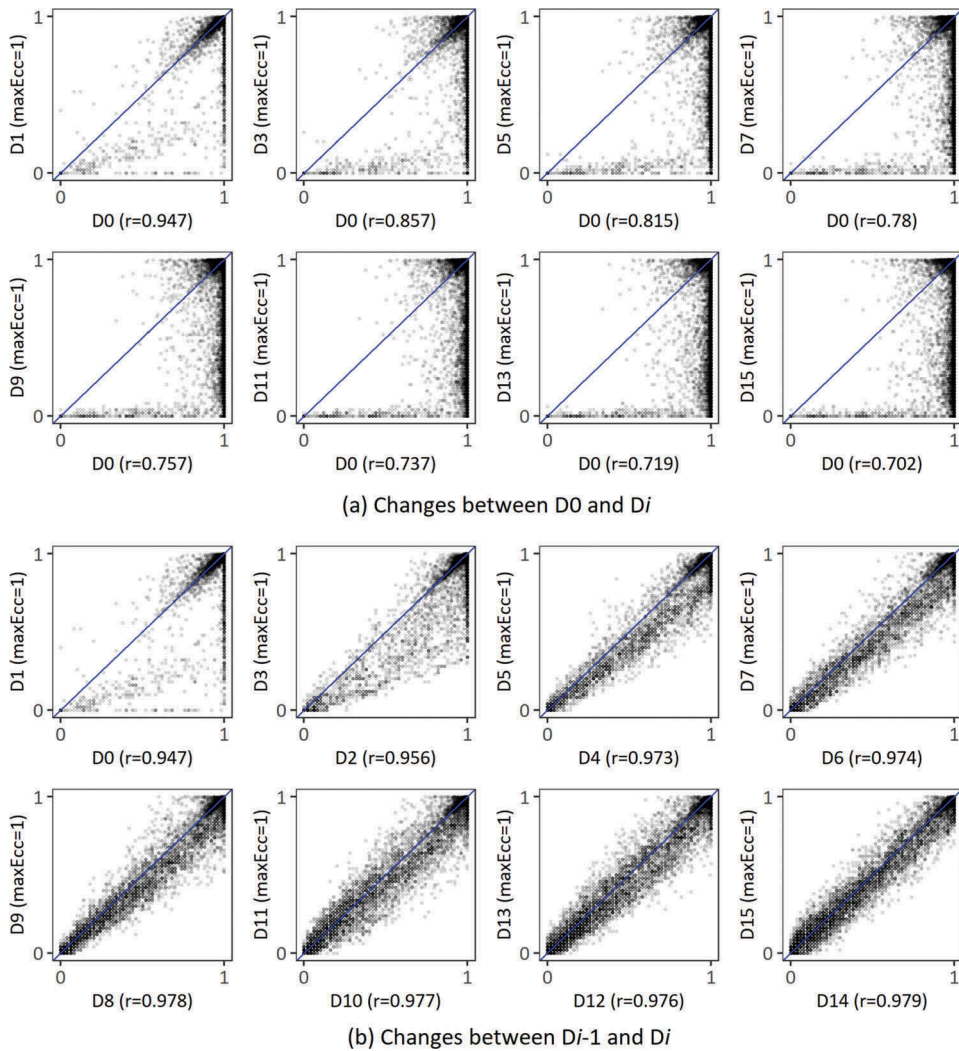 D1 (maxEcc=1) D3 (maxEcc=1) D5 (maxEcc=1) D7 (maxEcc=1)
1 1 1 1
0 0 0 0
0 1 0 1 0 1 0 1
D0 (r=0.947) D0 (r=0.857) D0 (r=0.815) D0 (r=0.78)
D9 (maxEcc=1) D11 (maxEcc=1) D13 (maxEcc=1) D15 (maxEcc=1)
1 1 1 1
0 0 0 0
0 1 0 1 0 1 0 1
D0 (r=0.757) D0 (r=0.737) D0 (r=0.719) D0 (r=0.702)
(a) Changes between D0 and Di
D1 (maxEcc=1) D3 (maxEcc=1) D5 (maxEcc=1) D7 (maxEcc=1)
1 1 1 1
0 0 0 0
0 1 0 1 0 1 0 1
D0 (r=0.947) D2 (r=0.956) D4 (r=0.973) D6 (r=0.974)
D9 (maxEcc=1) D11 (maxEcc=1) D13 (maxEcc=1) D15 (maxEcc=1)
1 1 1 1
0 0 0 0
0 1 0 1 0 1 0 1
D8 (r=0.978) D10 (r=0.977) D12 (r=0.976) D14 (r=0.979)
(b) Changes between Di-1 and Di